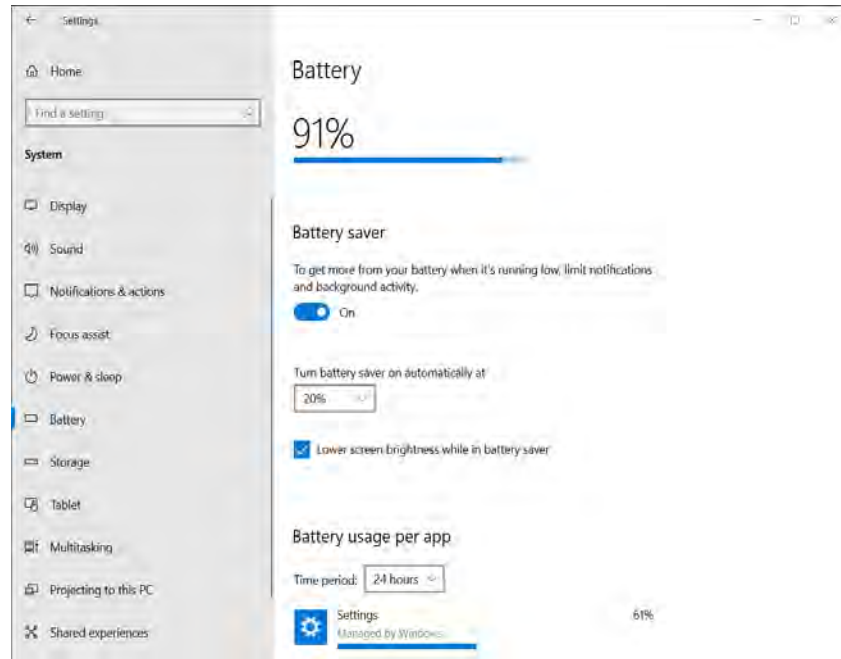 Settings
Home
Find a setting
System
Display
Sound
Notifications & actions
Focus assist
Power & sleep
Battery
Storage
Tablet
Multitasking
Projecting to this PC
Shared experiences
Battery
91%
Battery saver
To get more from your battery when it's running low, limit notifications
and background activity.
On
Turn battery saver on automatically at
20%
Lower screen brightness while in battery saver
Battery usage per app
Time period: 24 hours
Settings 61%
Managed by Windows